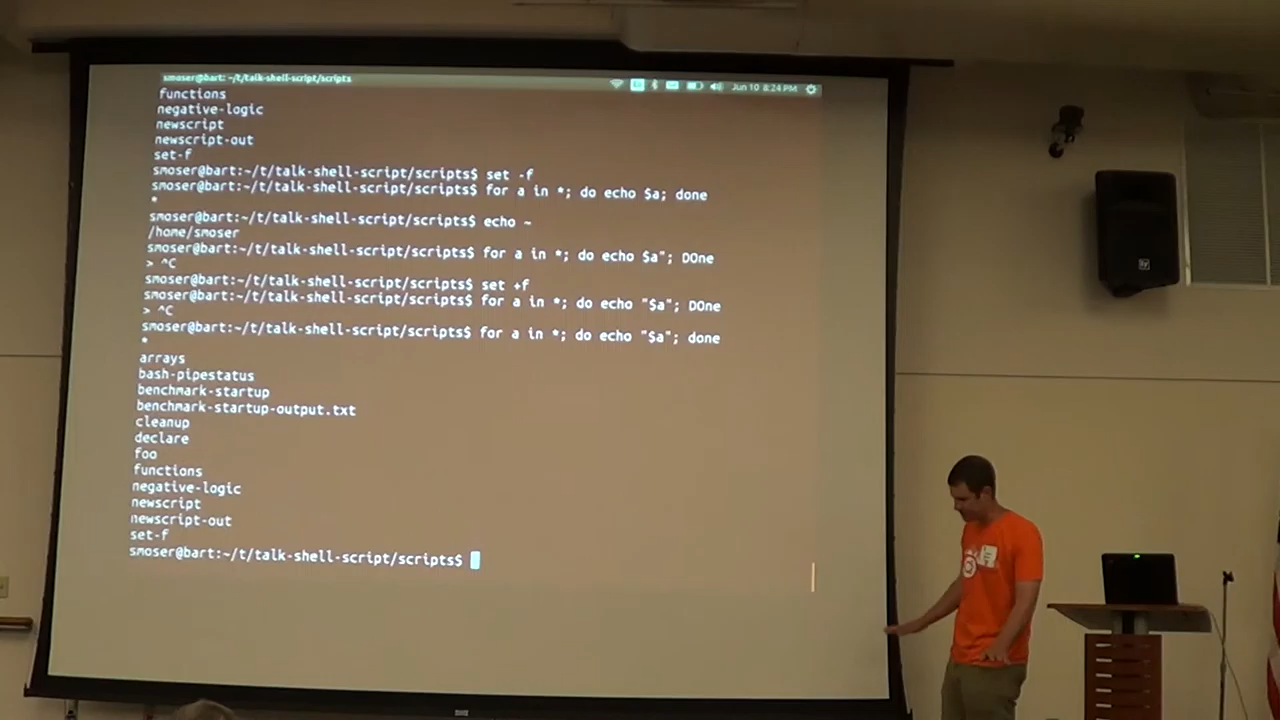 smoser@bart: ~/t/talk-shell-script/scripts
Jun 10 8:24 PM
functions
negative-logic
newscript
newscript-out
set-f
smoser@bart:~/t/talk-shell-script/scripts$ set -f
smoser@bart:~/t/talk-shell-script/scripts$ for a in *; do echo $a; done
*
smoser@bart:~/t/talk-shell-script/scripts$ echo ~
/home/smoser
smoser@bart:~/t/talk-shell-script/scripts$ for a in *; do echo $a"; DOne
> ^C
smoser@bart:~/t/talk-shell-script/scripts$ set +f
smoser@bart:~/t/talk-shell-script/scripts$ for a in *; do echo "$a"; DOne
> ^C
smoser@bart:~/t/talk-shell-script/scripts$ for a in *; do echo "$a"; done
*
arrays
bash-pipestatus
benchmark-startup
benchmark-startup-output.txt
cleanup
declare
foo
functions
negative-logic
newscript
newscript-out
set-f
smoser@bart:~/t/talk-shell-script/scripts$